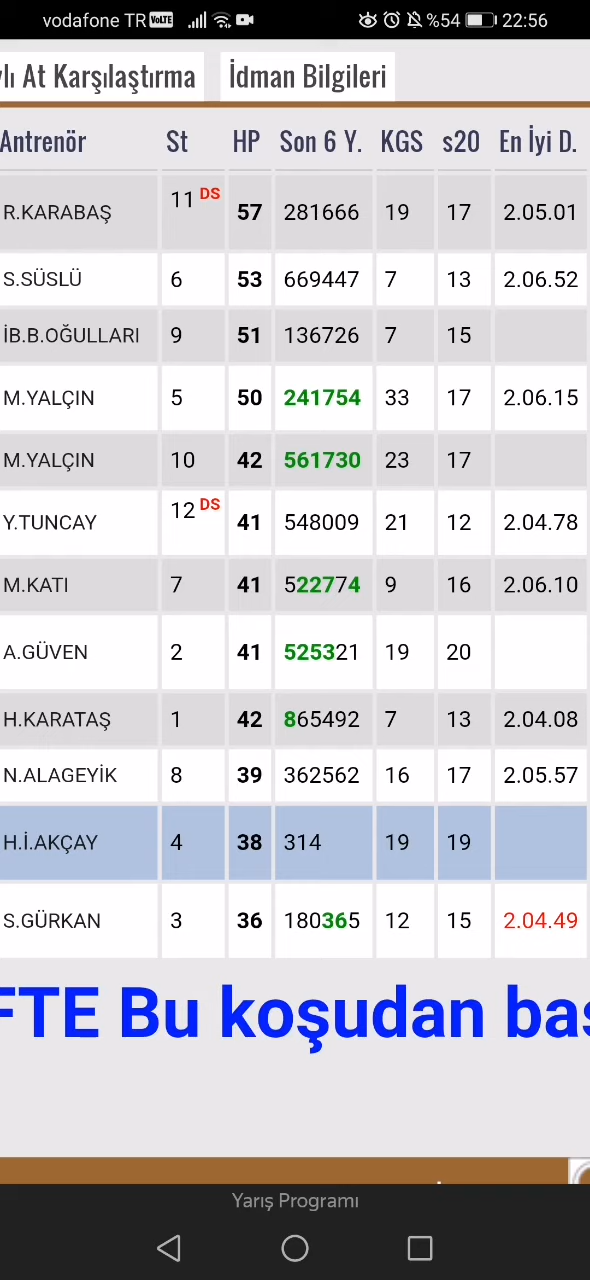 vodafone TR VoLTE %54 22:56
lı At Karşılaştırma İdman Bilgileri
Antrenör St HP Son 6 Y. KGS s20 En İyi D.
R.KARABAŞ 11 DS 57 281666 19 17 2.05.01
S.SÜSLÜ 6 53 669447 7 13 2.06.52
İB.B.OĞULLARI 9 51 136726 7 15
M.YALÇIN 5 50 241754 33 17 2.06.15
M.YALÇIN 10 42 561730 23 17
Y.TUNCAY 12 DS 41 548009 21 12 2.04.78
M.KATI 7 41 522774 9 16 2.06.10
A.GÜVEN 2 41 525321 19 20
H.KARATAŞ 1 42 865492 7 13 2.04.08
N.ALAGEYİK 8 39 362562 16 17 2.05.57
H.İ.AKÇAY 4 38 314 19 19
S.GÜRKAN 3 36 180365 12 15 2.04.49
FTE Bu koşudan baş
Yarış Programı